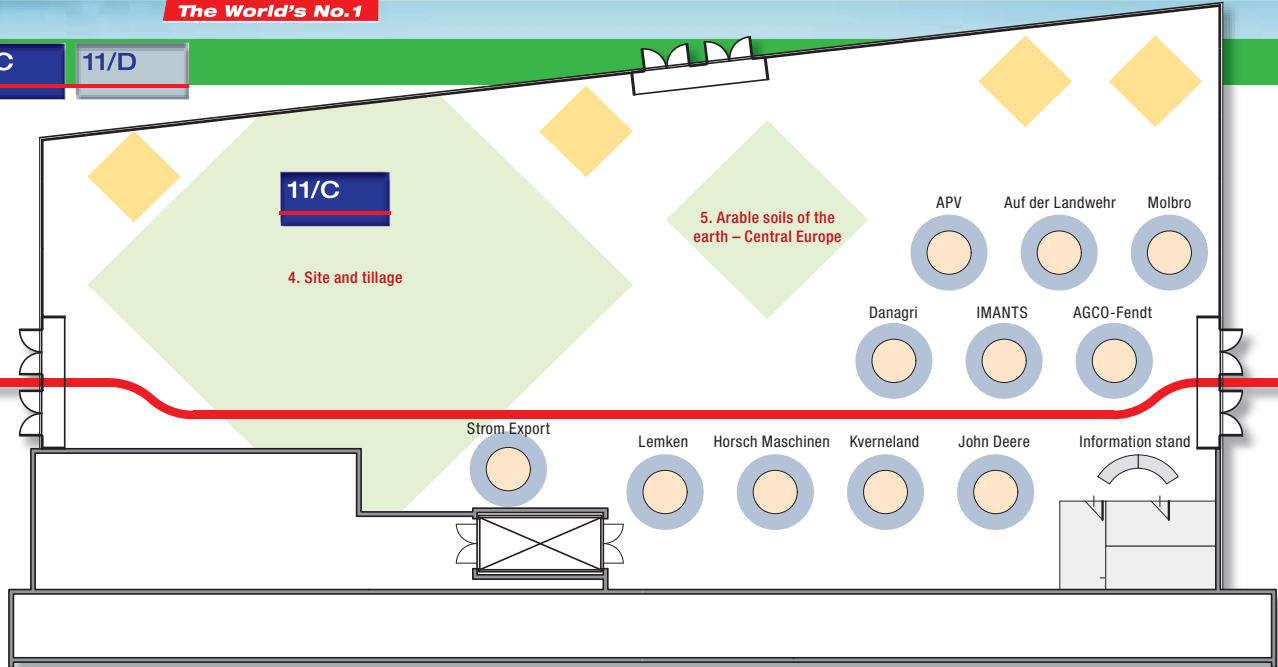 The World's No.1
C
11/D
11/C
4. Site and tillage
5. Arable soils of the
earth – Central Europe
APV
Auf der Landwehr
Molbro
Danagri
IMANTS
AGCO-Fendt
Strom Export
Lemken
Horsch Maschinen
Kverneland
John Deere
Information stand